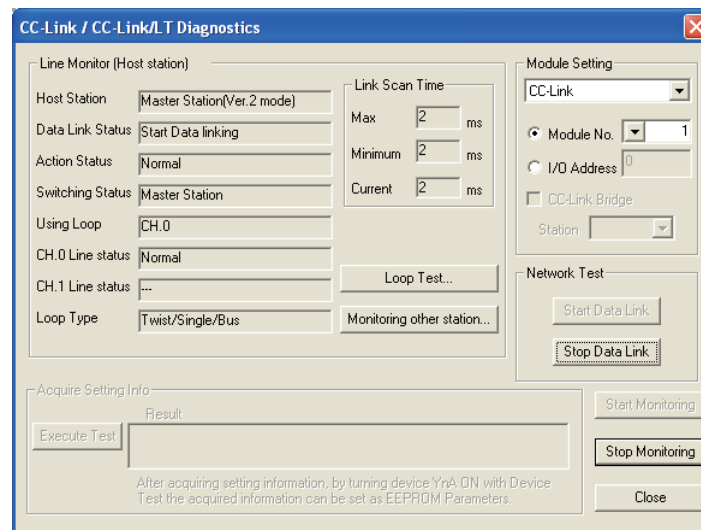 CC-Link / CC-Link/LT Diagnostics
Line Monitor (Host station)
Host Station Master Station(Ver.2 mode)
Data Link Status Start Data linking
Action Status Normal
Switching Status Master Station
Using Loop CH.0
CH.0 Line status Normal
CH.1 Line status ---
Loop Type Twist/Single/Bus
Link Scan Time
Max 2 ms
Minimum 2 ms
Current 2 ms
Loop Test...
Monitoring other station...
Module Setting
CC-Link
Module No. 1
I/O Address 0
CC-Link Bridge
Station
Network Test
Start Data Link
Stop Data Link
Acquire Setting Info
Execute Test
Result
After acquiring setting information, by turning device YnA ON with Device
Test the acquired information can be set as EEPROM Parameters.
Start Monitoring
Stop Monitoring
Close